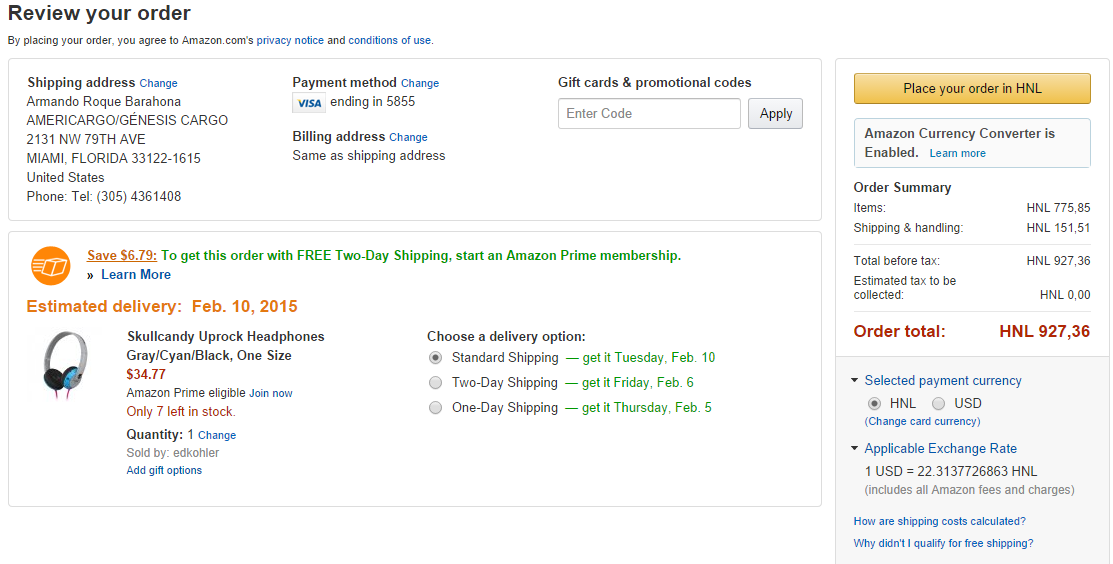 Review your order
By placing your order, you agree to Amazon.com's privacy notice and conditions of use.
Shipping address Change
Armando Roque Barahona
AMERICARGO/GÉNESIS CARGO
2131 NW 79TH AVE
MIAMI, FLORIDA 33122-1615
United States
Phone: Tel: (305) 4361408
Payment method Change
VISA ending in 5855
Billing address Change
Same as shipping address
Gift cards & promotional codes
Enter Code
Apply
Save $6.79: To get this order with FREE Two-Day Shipping, start an Amazon Prime membership.
» Learn More
Estimated delivery: Feb. 10, 2015
Skullcandy Uprock Headphones
Gray/Cyan/Black, One Size
$34.77
Amazon Prime eligible Join now
Only 7 left in stock.
Quantity: 1 Change
Sold by: edkohler
Add gift options
Choose a delivery option:
Standard Shipping — get it Tuesday, Feb. 10
Two-Day Shipping — get it Friday, Feb. 6
One-Day Shipping — get it Thursday, Feb. 5
Place your order in HNL
Amazon Currency Converter is
Enabled. Learn more
Order Summary
Items: HNL 775,85
Shipping & handling: HNL 151,51
Total before tax: HNL 927,36
Estimated tax to be
collected: HNL 0,00
Order total: HNL 927,36
Selected payment currency
HNL USD
(Change card currency)
Applicable Exchange Rate
1 USD = 22.3137726863 HNL
(includes all Amazon fees and charges)
How are shipping costs calculated?
Why didn't I qualify for free shipping?